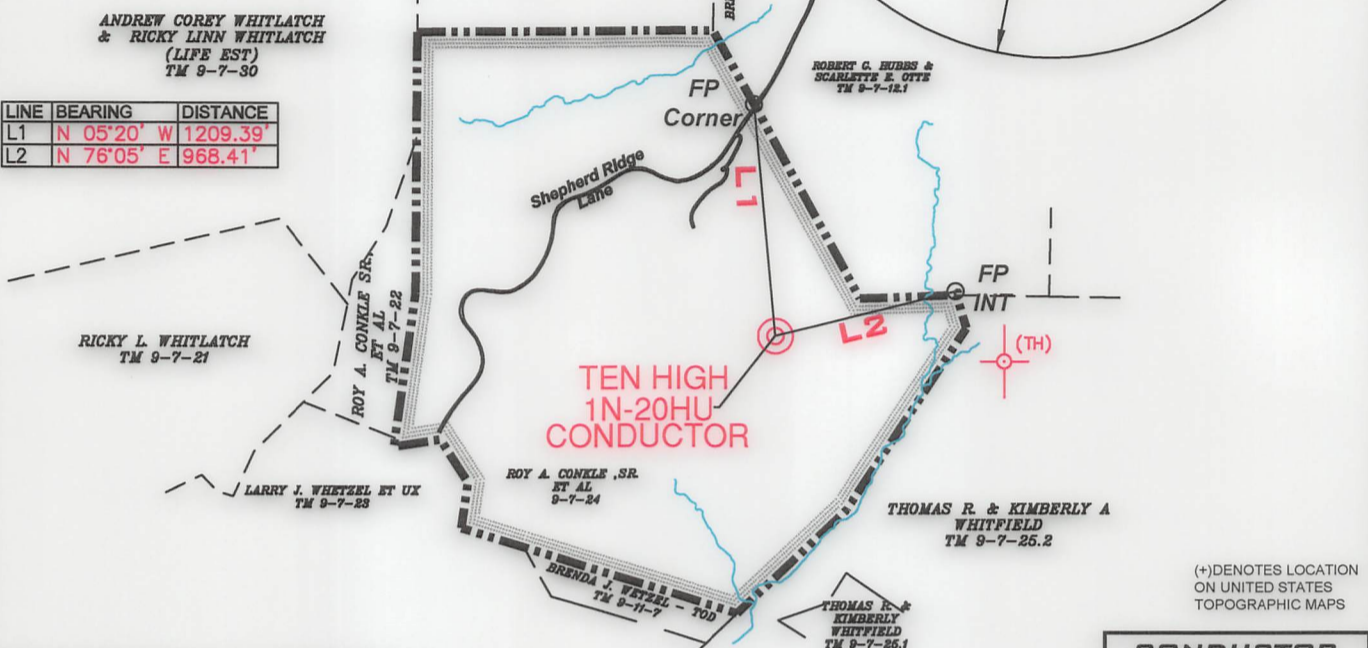 ANDREW COREY WHITLATCH
& RICKY LINN WHITLATCH
(LIFE EST)
TM 9-7-30
LINE BEARING DISTANCE
L1 N 05°20' W 1209.39'
L2 N 76°05' E 968.41'
ROBERT C. HUBBS &
SCARLETTE E. OTTE
TM 9-7-12.1
FP
Corner
Shepherd Ridge
Lane
L1
FP
INT
L2
(TH)
RICKY L. WHITLATCH
TM 9-7-21
ROY A. CONKLE SR.
ET AL
TM 9-7-22
TEN HIGH
1N-20HU
CONDUCTOR
ROY A. CONKLE ,SR.
ET AL
9-7-24
LARRY J. WHETZEL ET UX
TM 9-7-23
THOMAS R. & KIMBERLY A
WHITFIELD
TM 9-7-25.2
BRENDA J. WETZEL - TOD
TM 9-11-7
THOMAS R. &
KIMBERLY
WHITFIELD
TM 9-7-25.1
(+)DENOTES LOCATION
ON UNITED STATES
TOPOGRAPHIC MAPS
CONDUCTOR